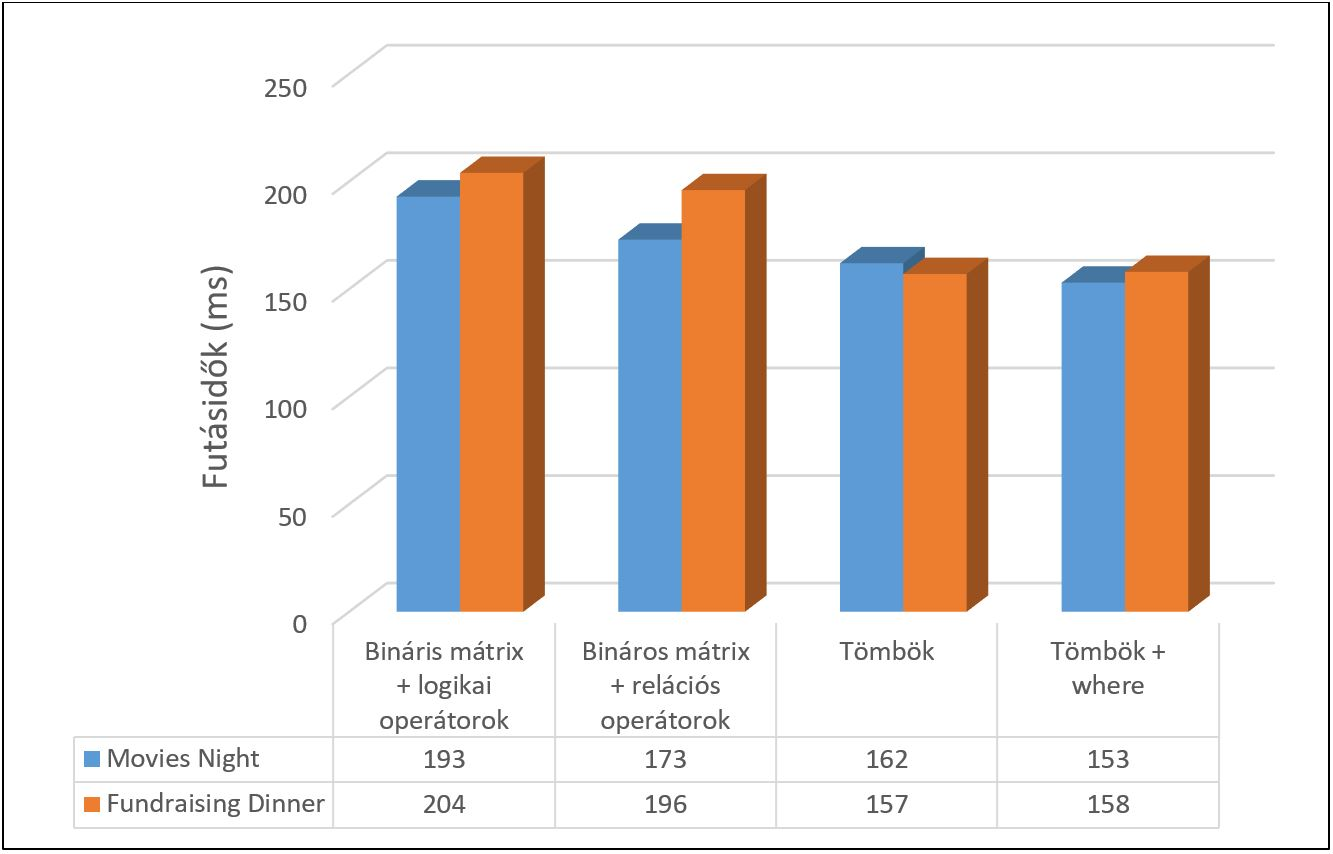 250
200
150
100
50
0
Futásidők (ms)
Bináris mátrix
+ logikai
operátorok
Bináros mátrix
+ relációs
operátorok
Tömbök
Tömbök +
where
Movies Night 193 173 162 153
Fundraising Dinner 204 196 157 158